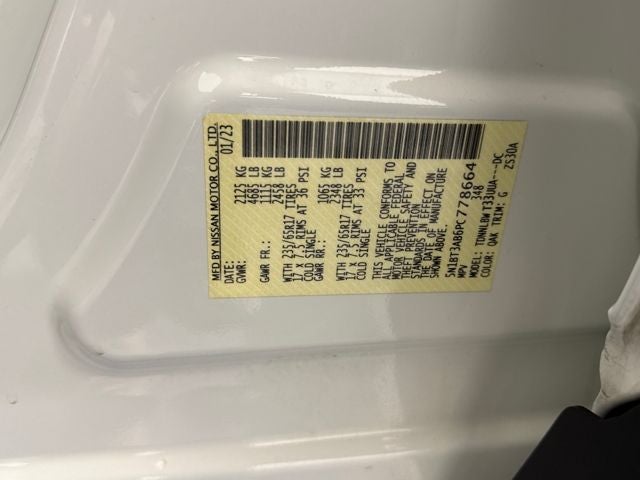 MFD.BY NISSAN MOTOR CO.,LTD.
DATE: 01/23
GVWR: 2125 KG
4685 LB
GAWR FR.: 1115 KG
2458 LB
WITH 235/65R17 TIRES
17 X 7.5 RIMS AT 36 PSI
COLD SINGLE
GAWR RR.: 1065 KG
2348 LB
WITH 235/65R17 TIRES
17 X 7.5 RIMS AT 33 PSI
COLD SINGLE
THIS VEHICLE CONFORMS TO
ALL APPLICABLE FEDERAL
MOTOR VEHICLE SAFETY AND
THEFT PREVENTION
STANDARDS IN EFFECT ON
THE DATE OF MANUFACTURE
SHOWN ABOVE.
5N1BT3AB6PC778664
MPV 348
MODEL: TDNNLBW T33HUA---DC
COLOR: QAK TRIM: G ZS30A